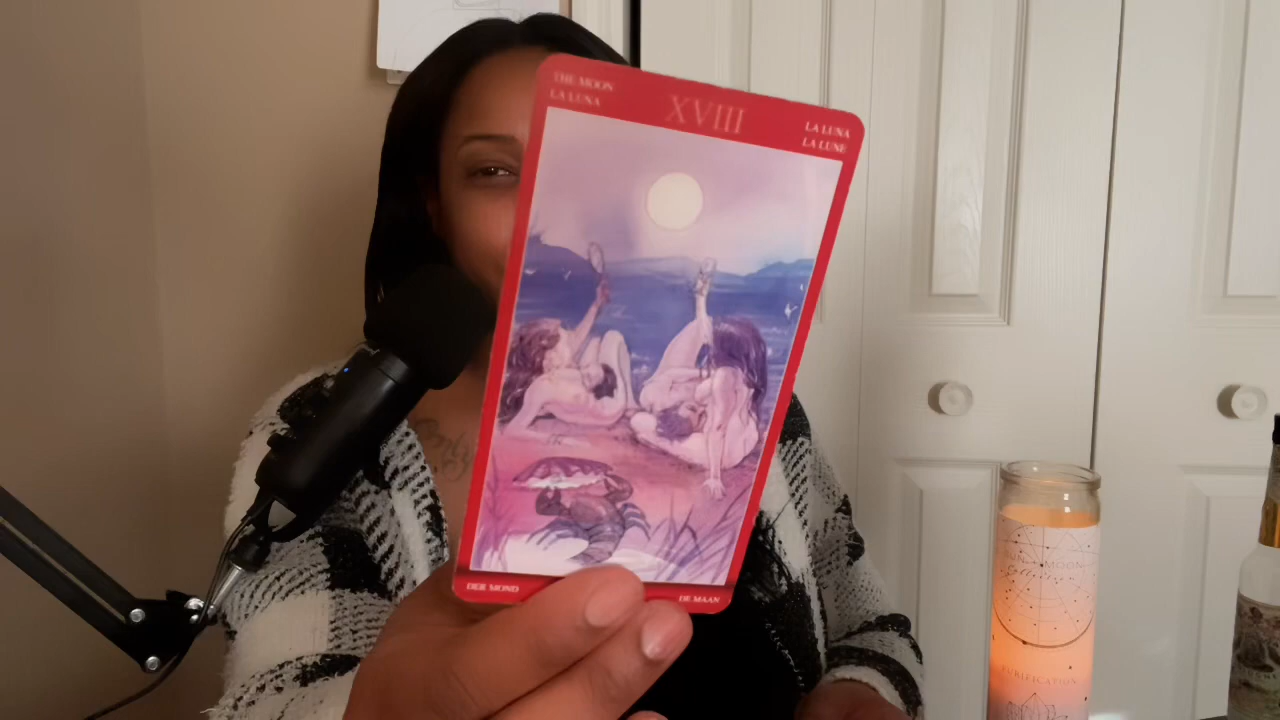 THE MOON
LA LUNA
XVIII
LA LUNA
LA LUNE
DER MOND
DE MAAN
MOON
PURIFICATION